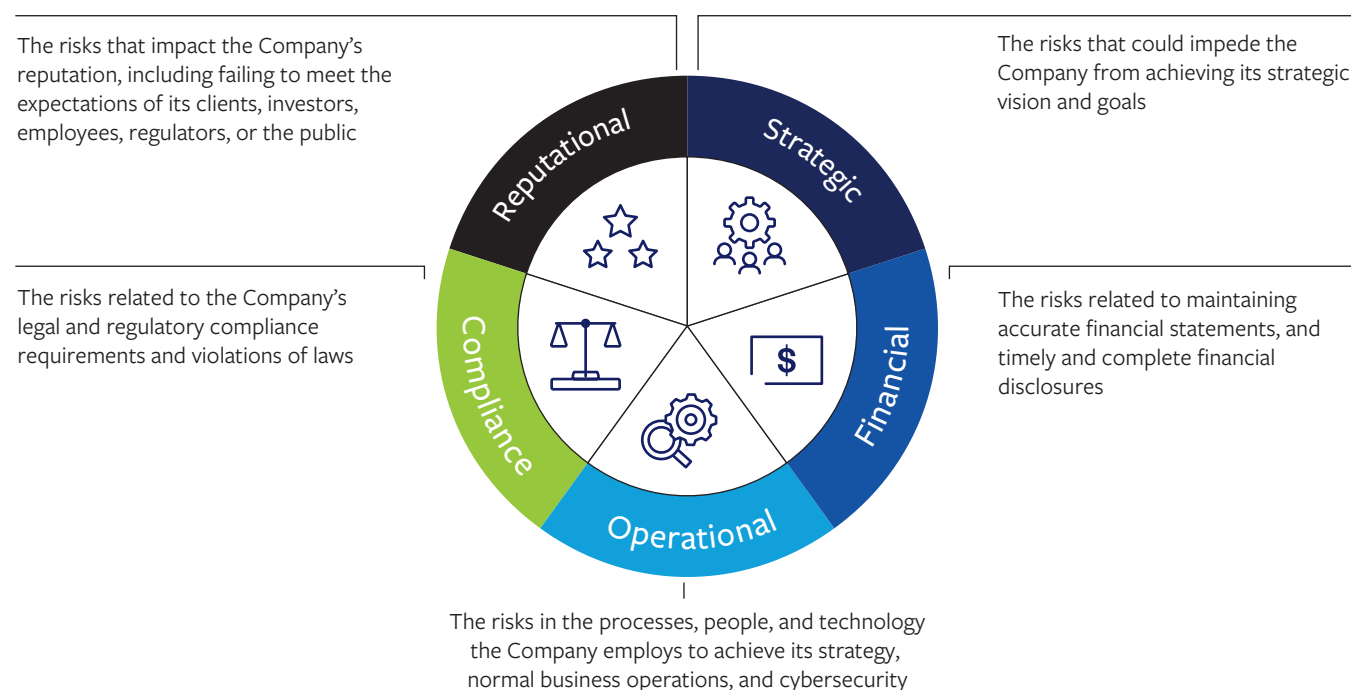 The risks that impact the Company’s
reputation, including failing to meet the
expectations of its clients, investors,
employees, regulators, or the public
The risks that could impede the
Company from achieving its strategic
vision and goals
Reputational
Strategic
The risks related to the Company’s
legal and regulatory compliance
requirements and violations of laws
The risks related to maintaining
accurate financial statements, and
timely and complete financial
disclosures
Compliance
$
Financial
Operational
The risks in the processes, people, and technology
the Company employs to achieve its strategy,
normal business operations, and cybersecurity